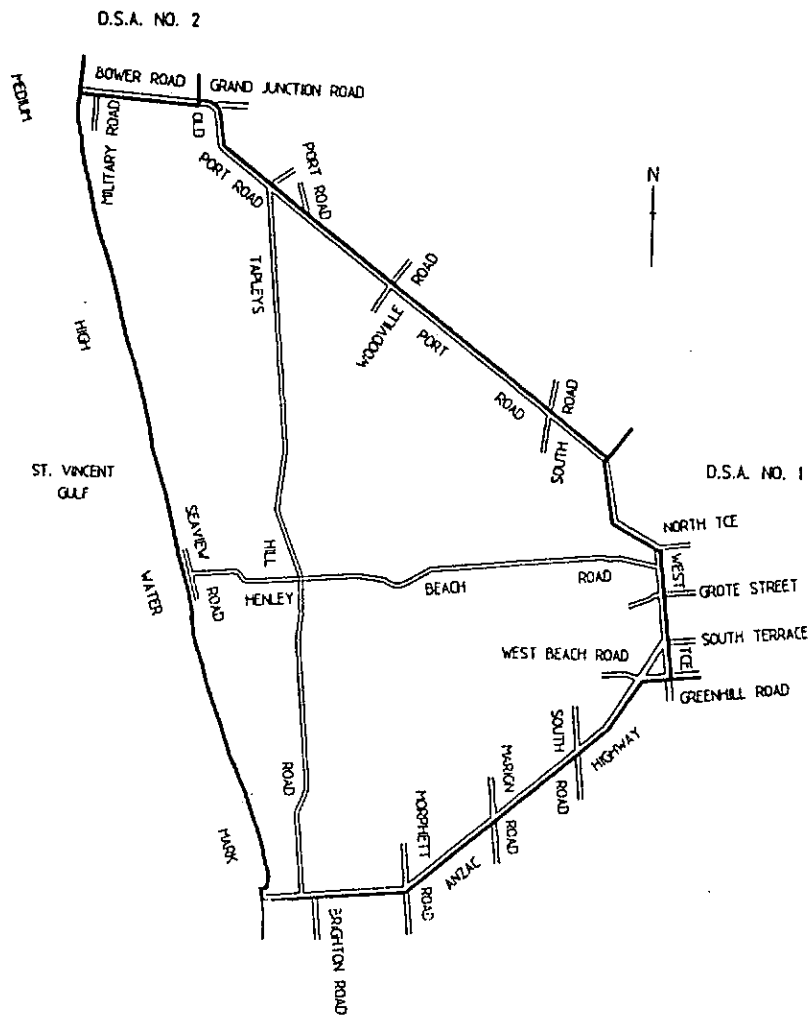 D.S.A. NO. 2
MEDIUM
BOWER ROAD
GRAND JUNCTION ROAD
OLD
MILITARY ROAD
PORT ROAD
PORT ROAD
N
TAPLEYS
ROAD
WOODVILLE
PORT
HIGH
ROAD
ROAD
SOUTH
ST. VINCENT
GULF
D.S.A. NO. 1
SEAVIEW
NORTH TCE
HILL
WEST
WATER
ROAD
HENLEY
BEACH
ROAD
GROTE STREET
SOUTH TERRACE
WEST BEACH ROAD
TCE
GREENHILL ROAD
SOUTH
HIGHWAY
ROAD
MARION
ROAD
ROAD
MARK
MORPHETT
ANZAC
ROAD
BRIGHTON ROAD